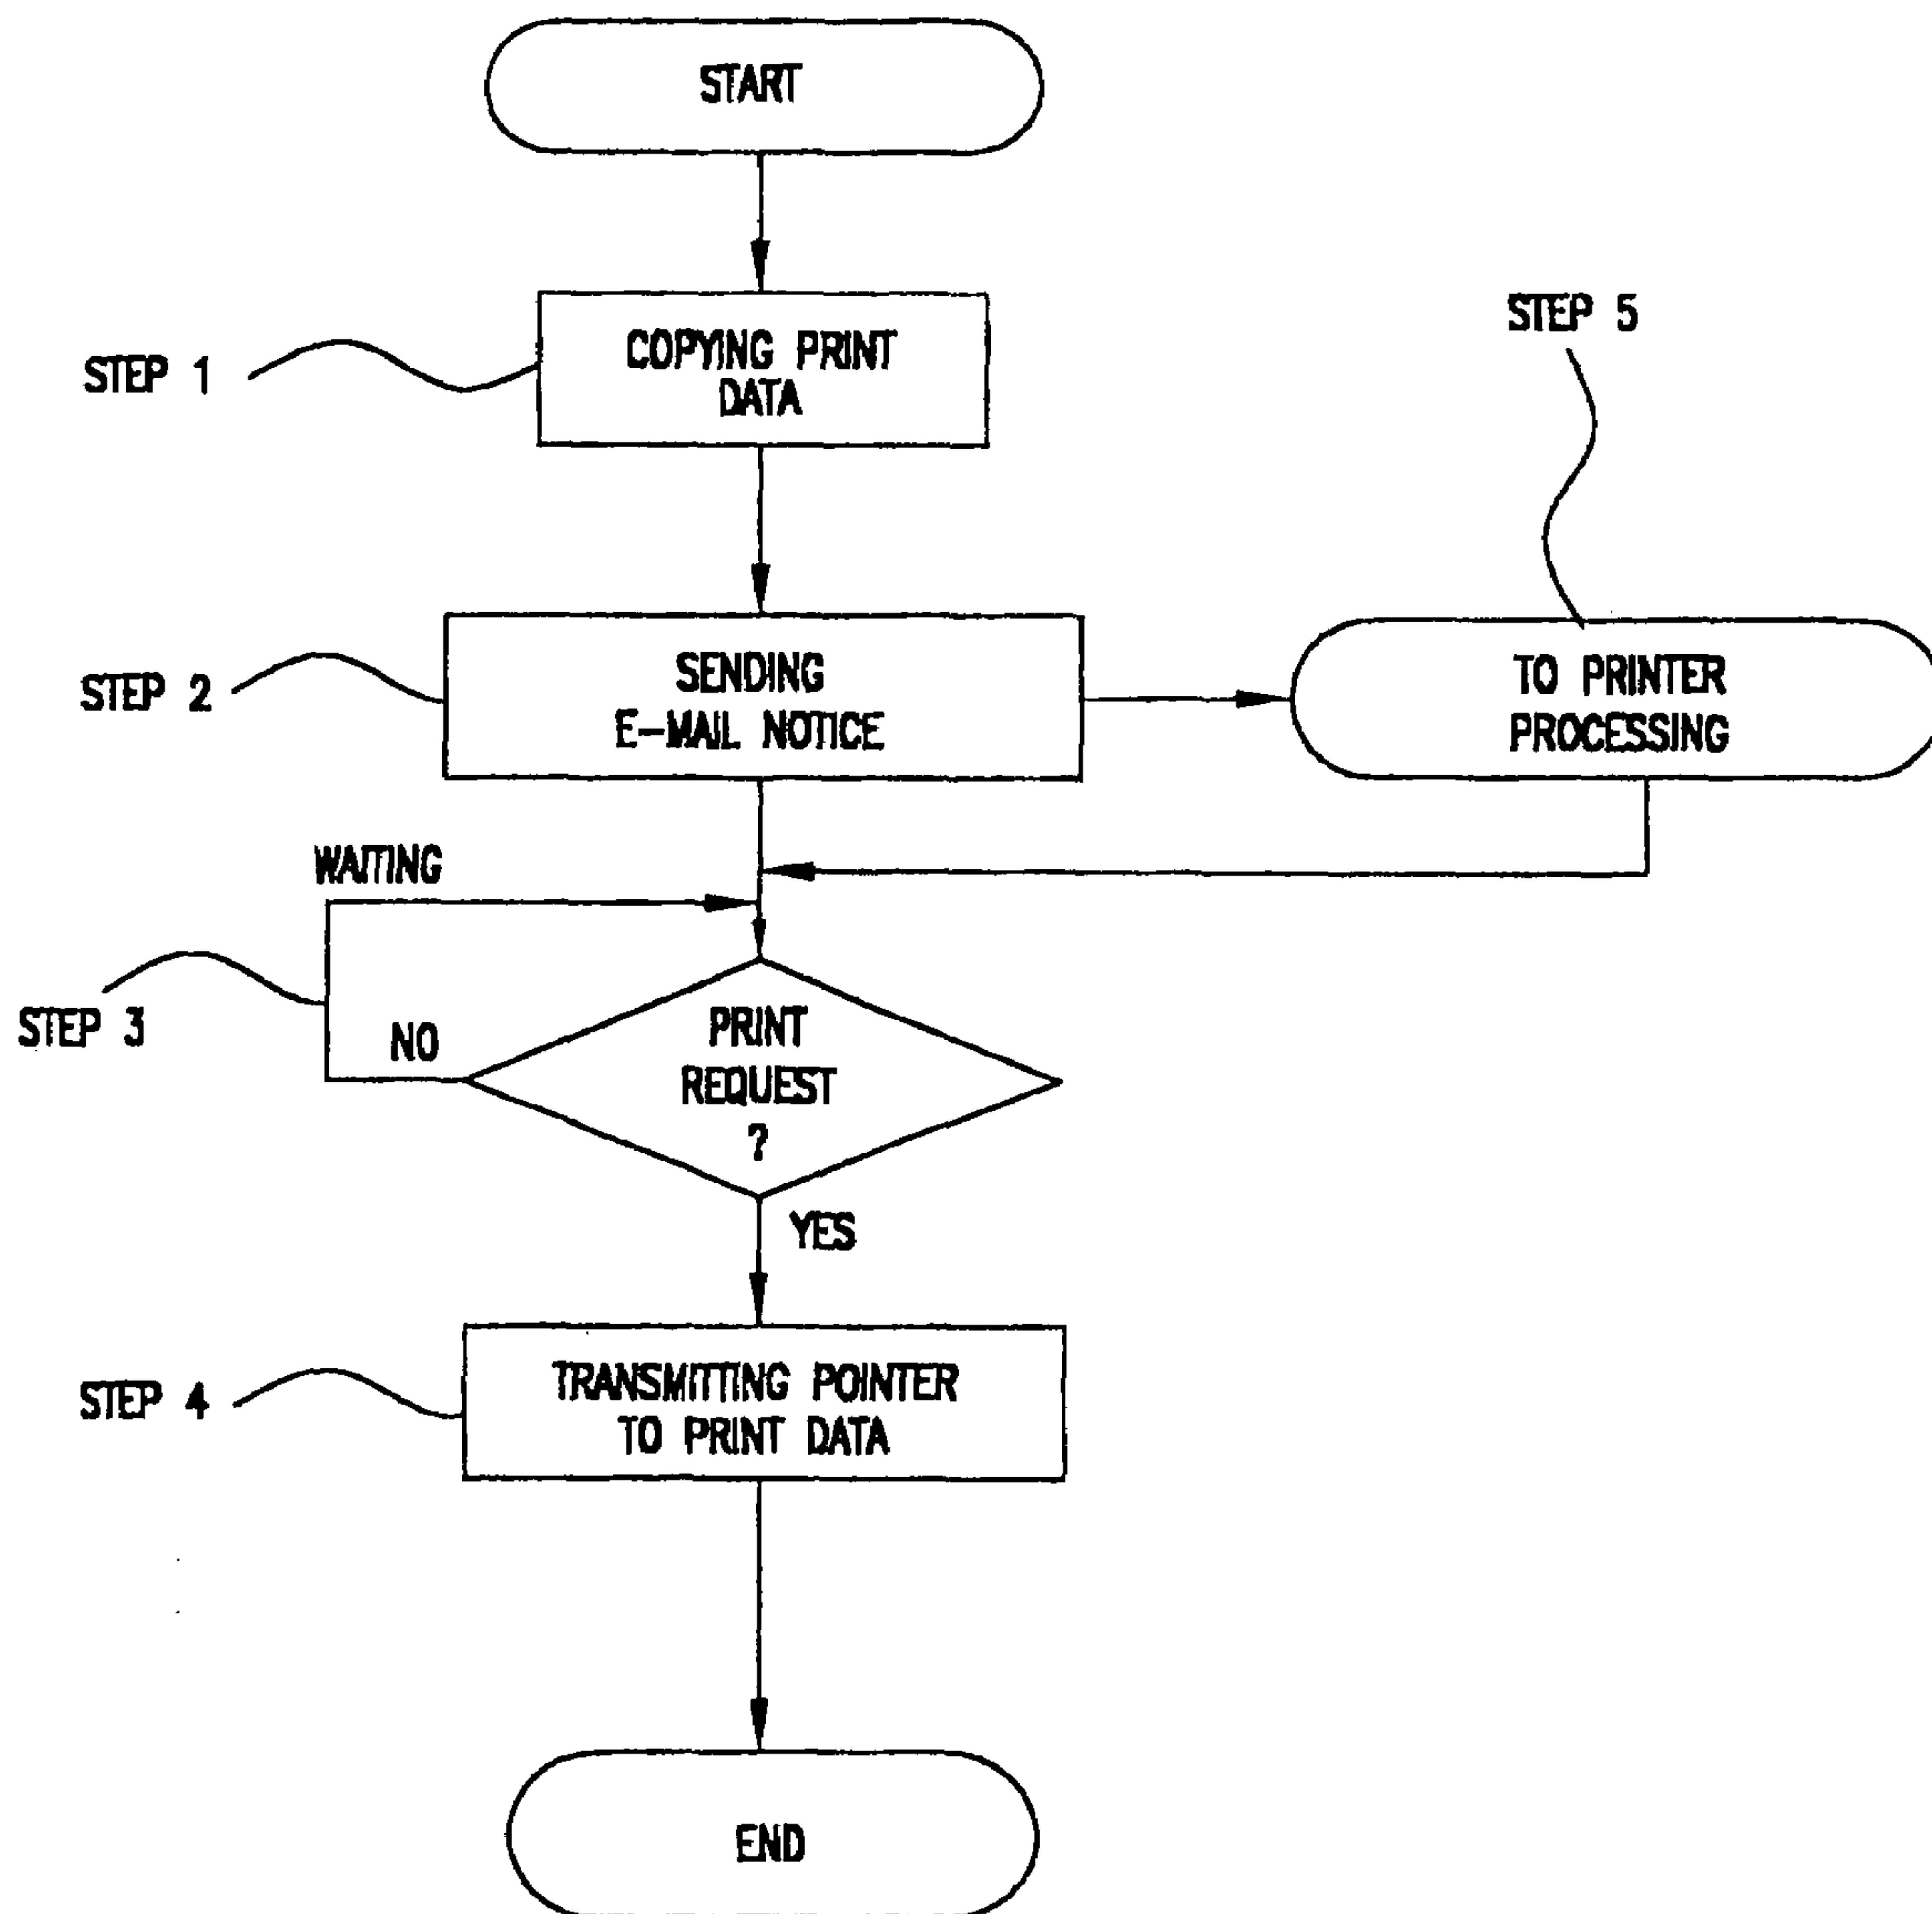 START
STEP 1
COPYING PRINT
DATA
STEP 5
STEP 2
SENDING
E-MAIL NOTICE
TO PRINTER
PROCESSING
WAITING
STEP 3
NO
PRINT
REQUEST
?
YES
STEP 4
TRANSMITTING POINTER
TO PRINT DATA
END